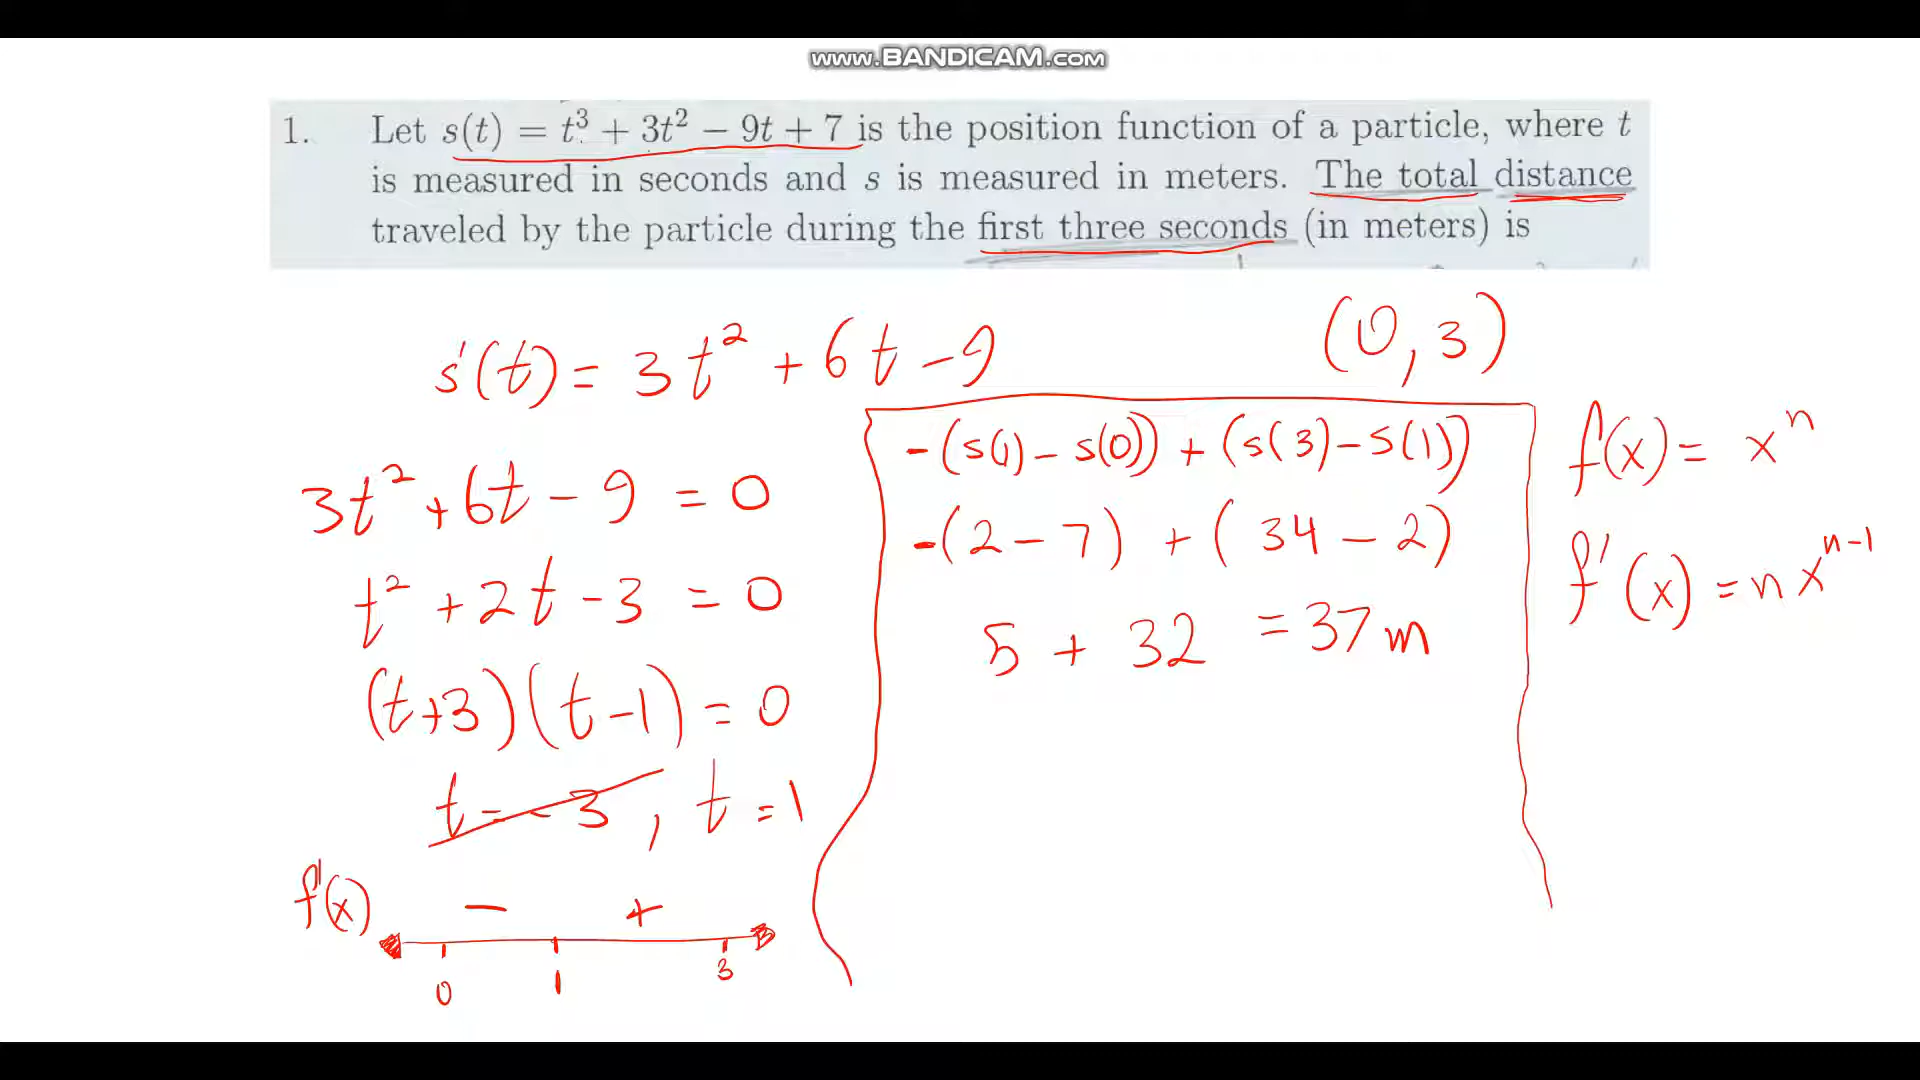 www.BANDICAM.com
1. Let s(t) = t³ + 3t² − 9t + 7 is the position function of a particle, where t
is measured in seconds and s is measured in meters. The total distance
traveled by the particle during the first three seconds (in meters) is
s'(t) = 3t² + 6t − 9
(0, 3)
3t² + 6t − 9 = 0
t² + 2t − 3 = 0
(t+3)(t−1) = 0
t = −3, t = 1
f'(x)
− +
0 1 3
-(s(1) − s(0)) + (s(3) − s(1))
-(2 − 7) + (34 − 2)
5 + 32 = 37 m
f(x) = xⁿ
f'(x) = nxⁿ⁻¹